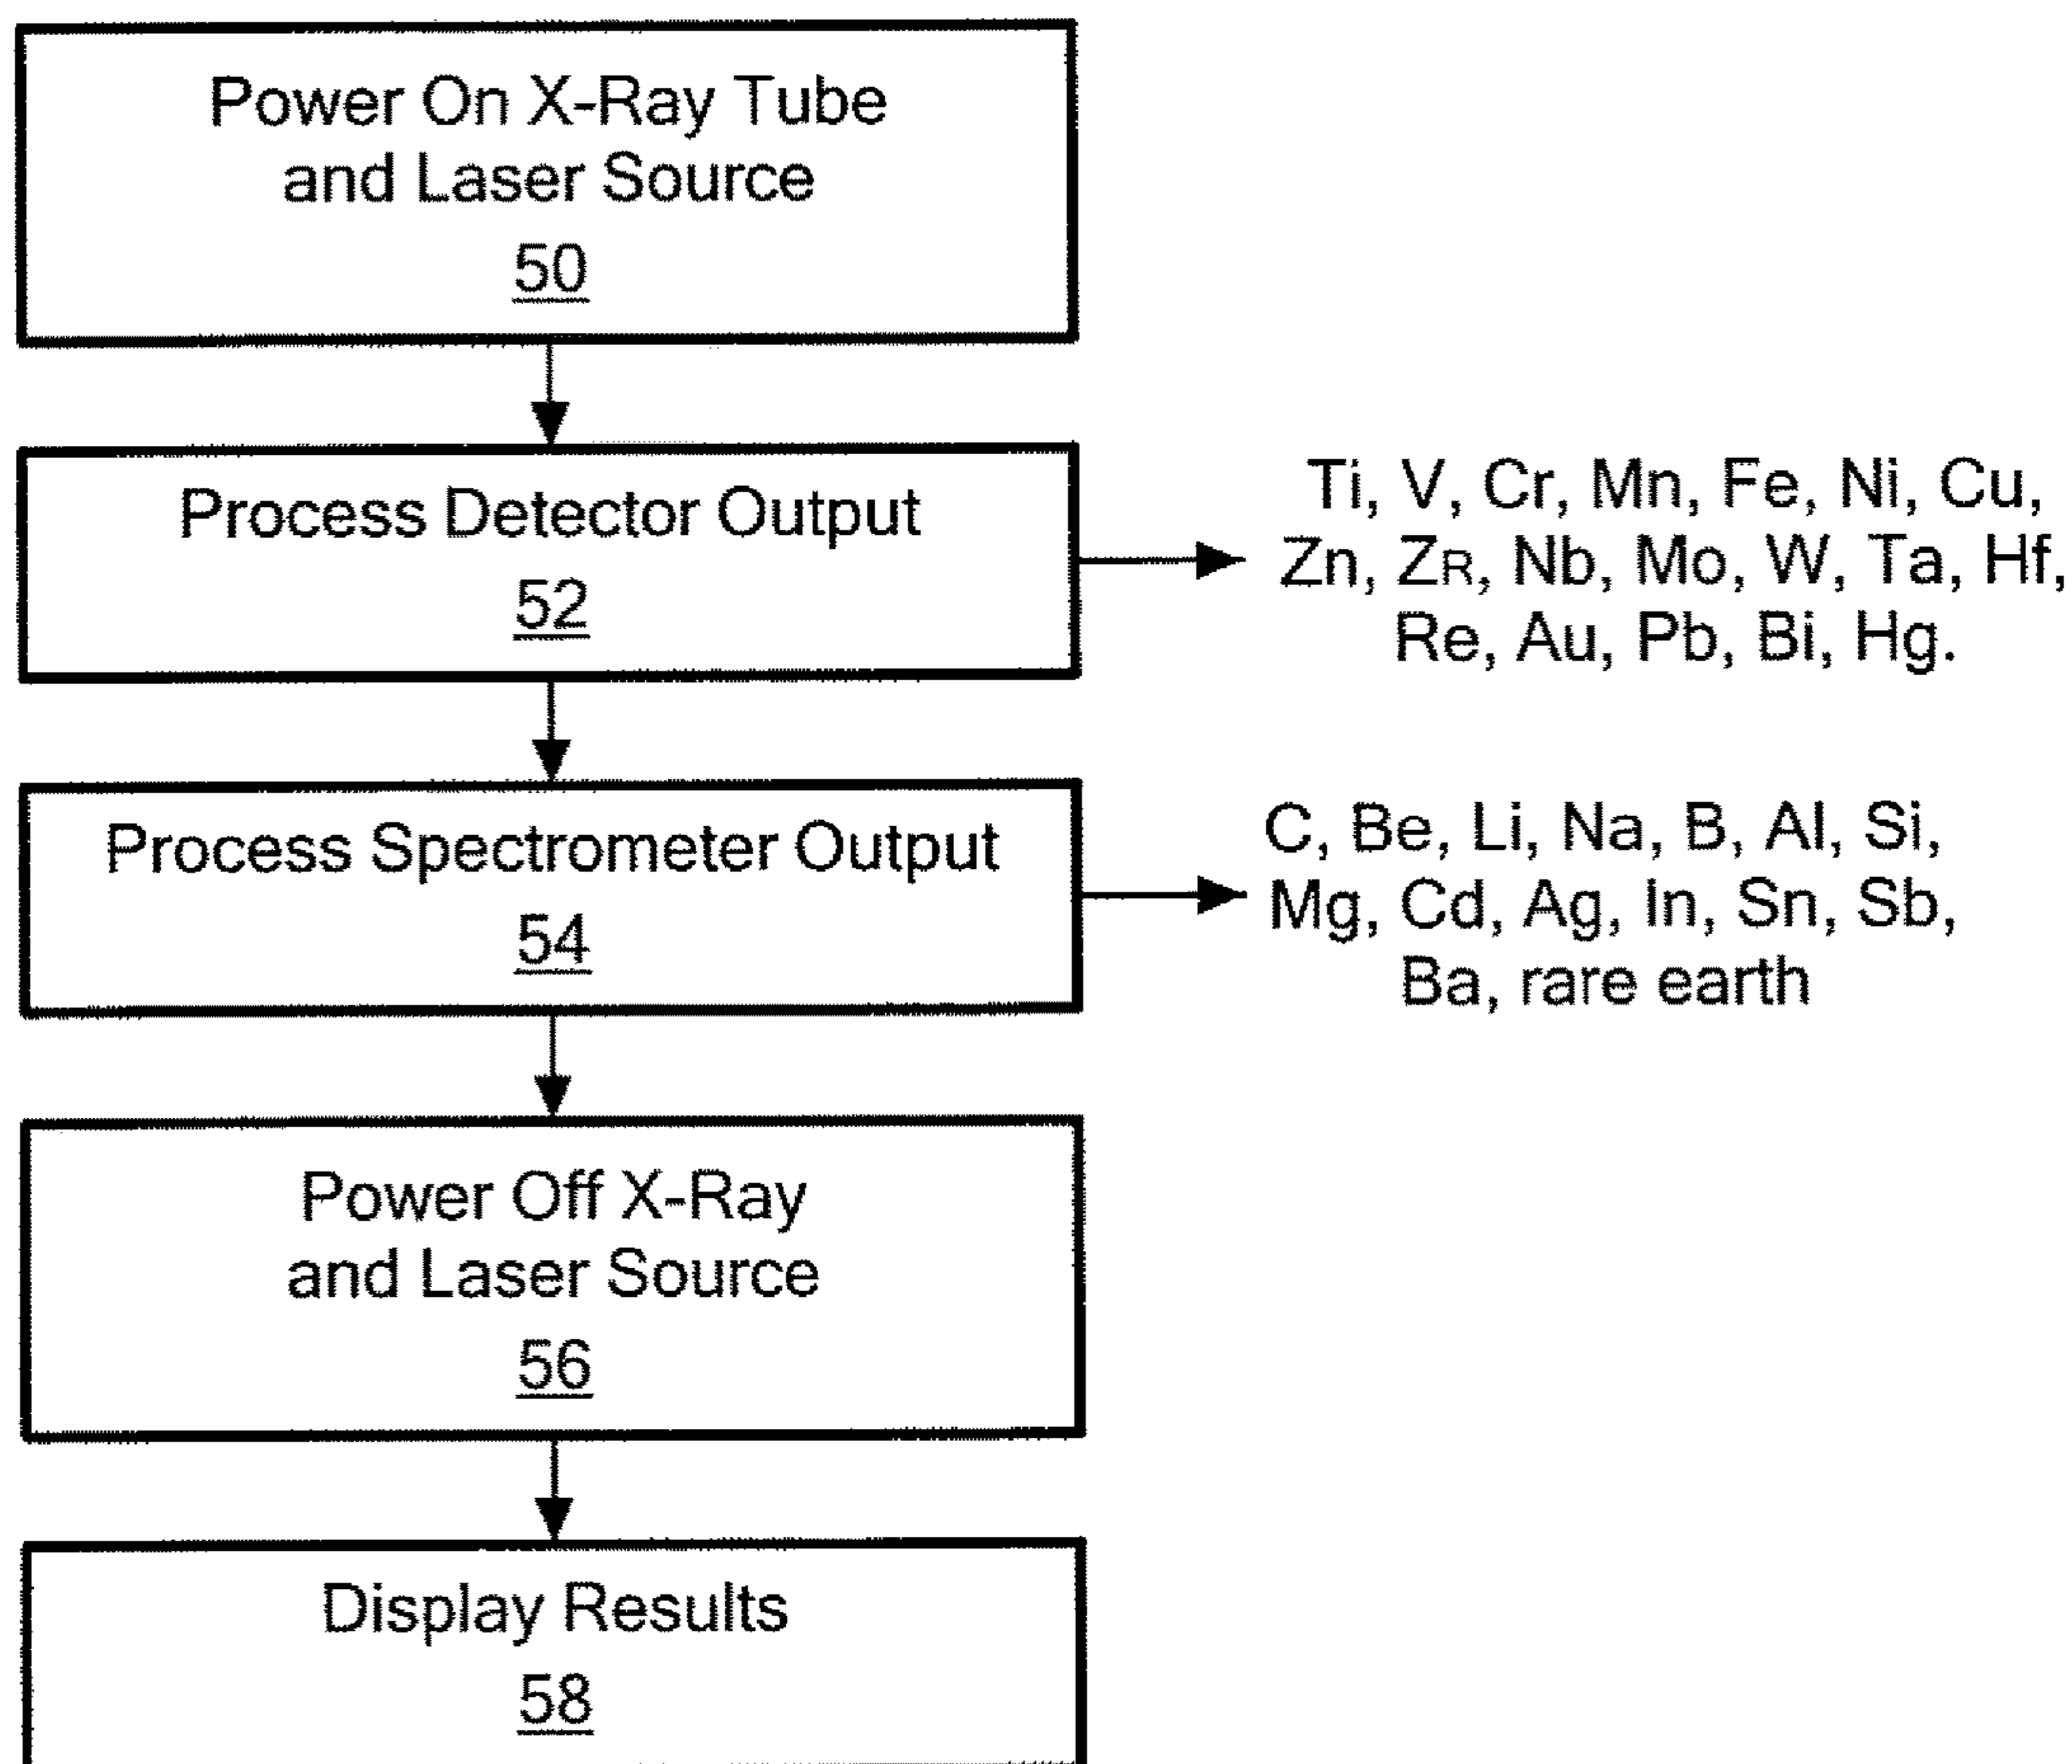 Power On X-Ray Tube
and Laser Source
50
Process Detector Output
52
Ti, V, Cr, Mn, Fe, Ni, Cu,
Zn, ZR, Nb, Mo, W, Ta, Hf,
Re, Au, Pb, Bi, Hg.
Process Spectrometer Output
54
C, Be, Li, Na, B, Al, Si,
Mg, Cd, Ag, In, Sn, Sb,
Ba, rare earth
Power Off X-Ray
and Laser Source
56
Display Results
58